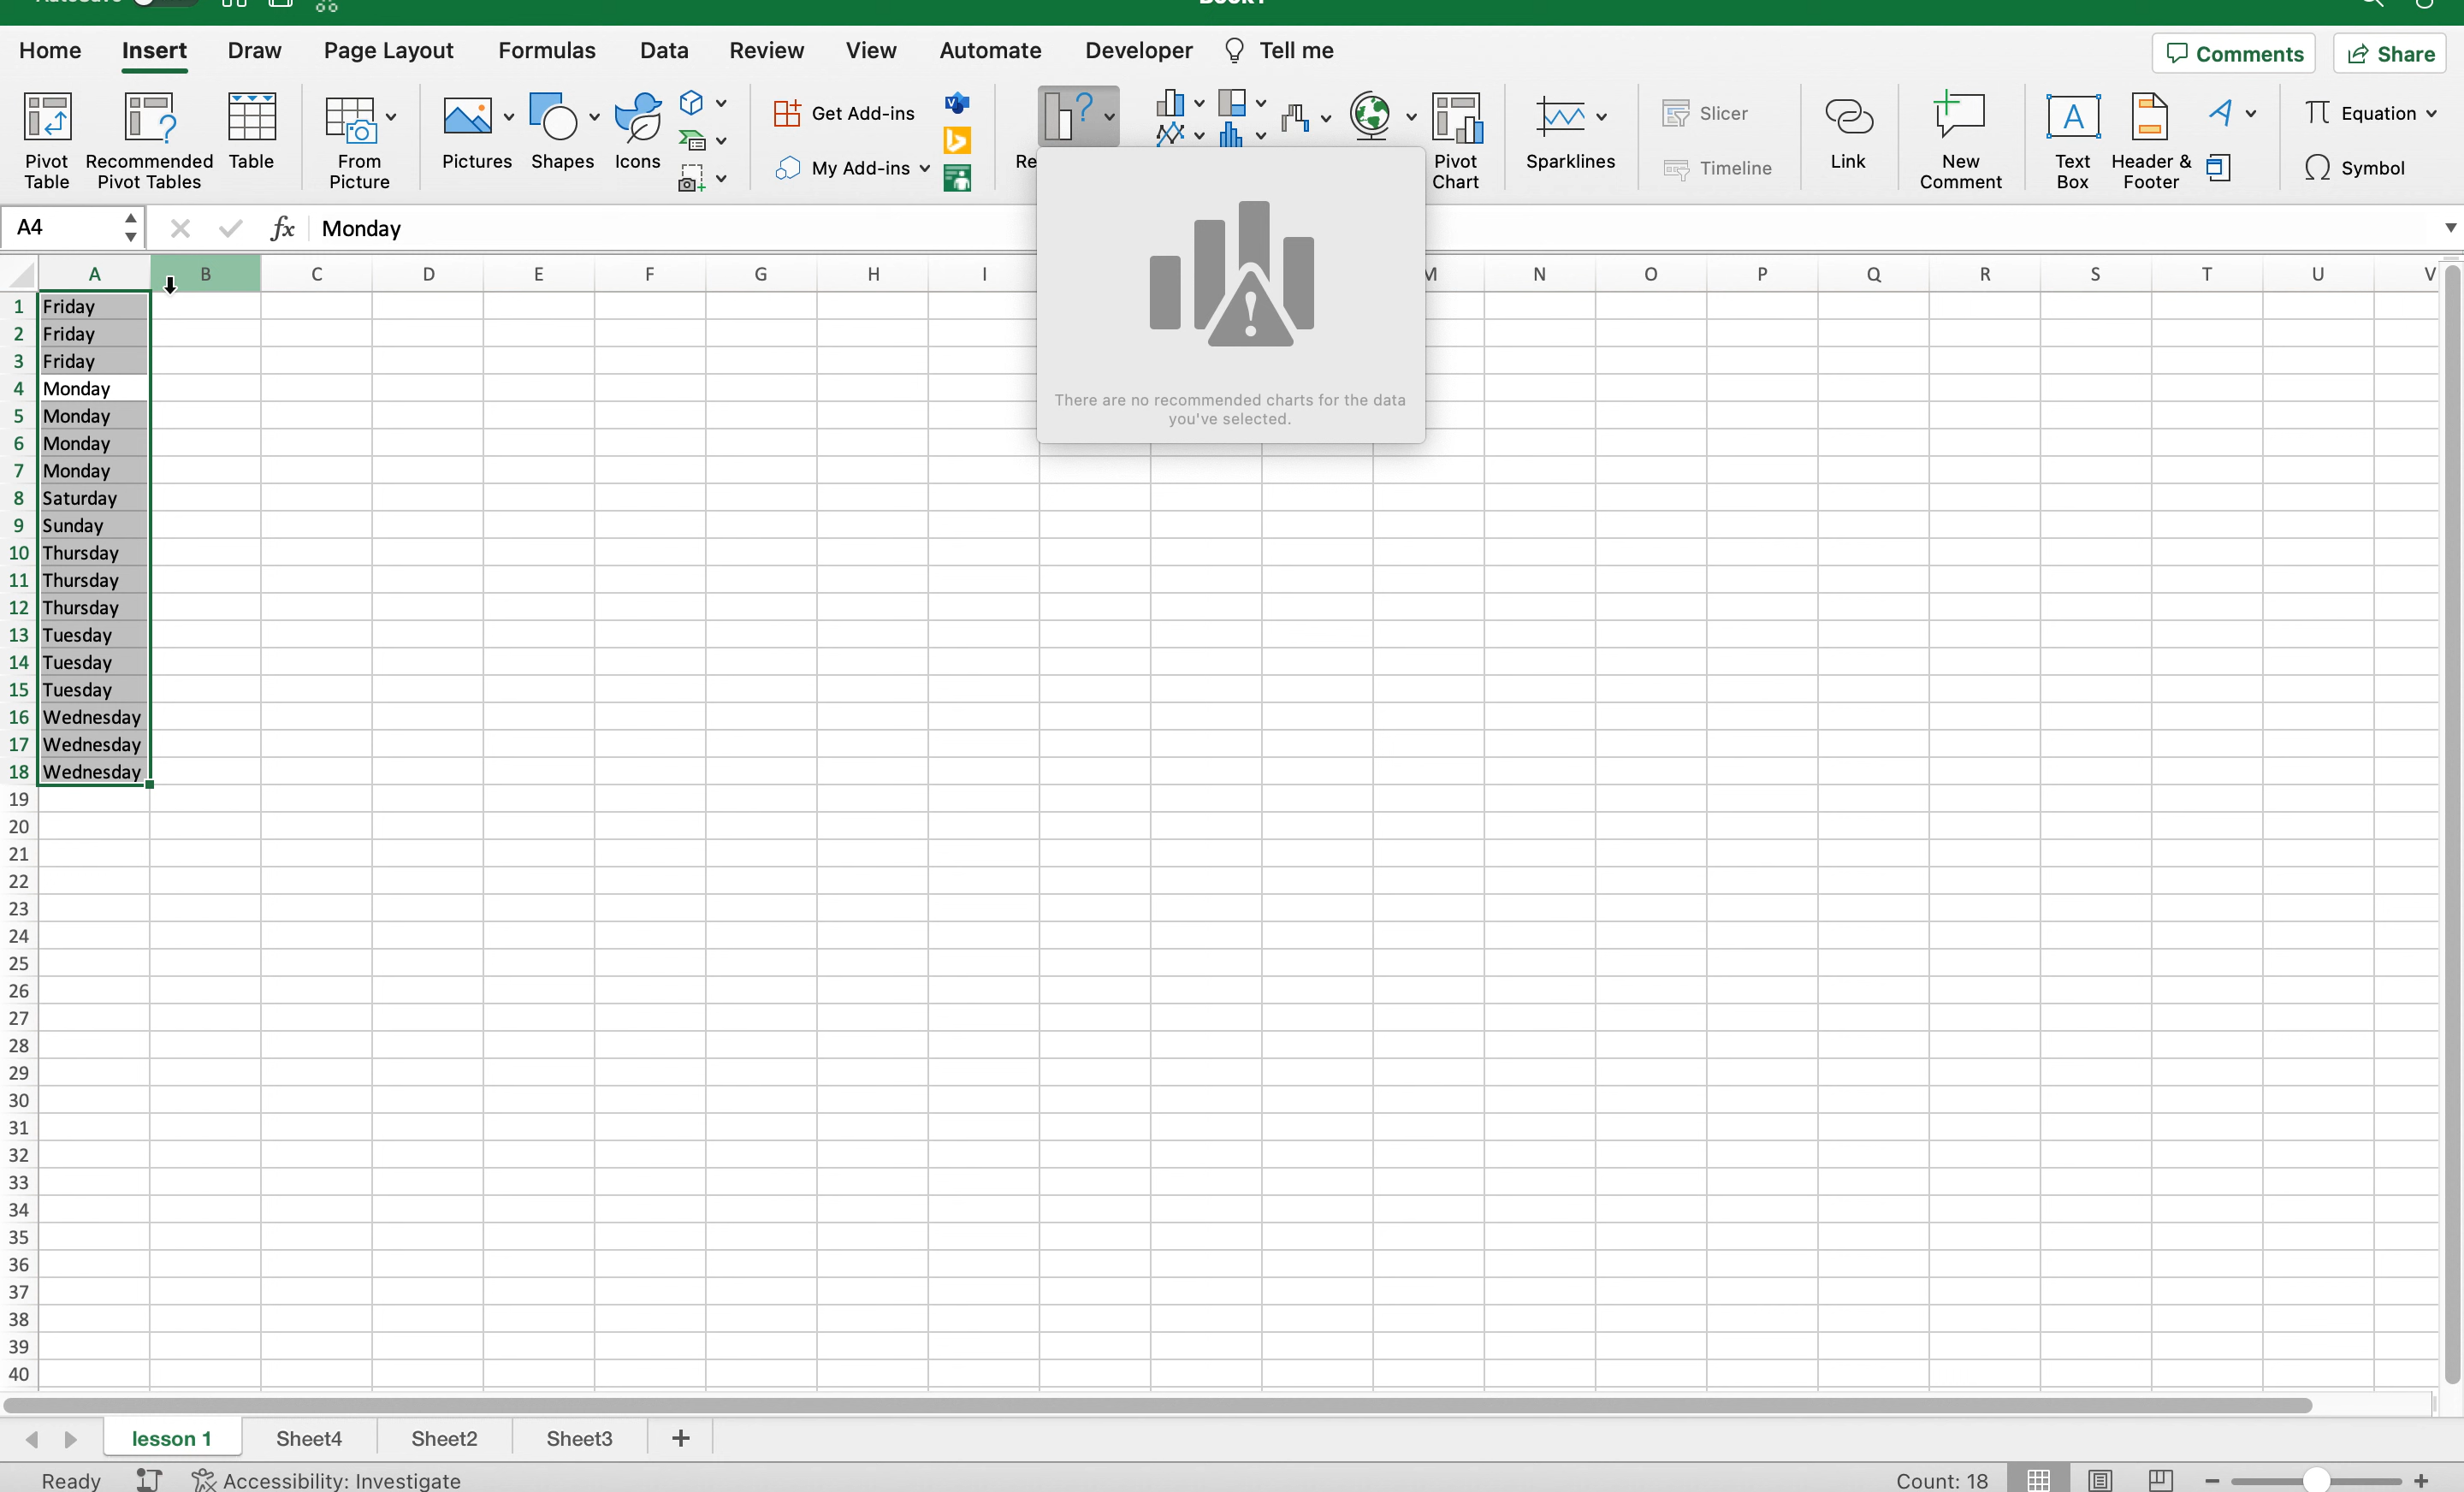 Home Insert Draw Page Layout Formulas Data Review View Automate Developer Tell me Comments Share
Pivot Table
Recommended Pivot Tables
Table
From Picture
Pictures
Shapes
Icons
Get Add-ins
My Add-ins
Re
Pivot Chart
Sparklines
Slicer
Timeline
Link
New Comment
Text Box
Header & Footer
Equation
Symbol
A4 fx Monday
A B C D E F G H I M N O P Q R S T U V
1 Friday
2 Friday
3 Friday
4 Monday
5 Monday
6 Monday
7 Monday
8 Saturday
9 Sunday
10 Thursday
11 Thursday
12 Thursday
13 Tuesday
14 Tuesday
15 Tuesday
16 Wednesday
17 Wednesday
18 Wednesday
19
20
21
22
23
24
25
26
27
28
29
30
31
32
33
34
35
36
37
38
39
40
There are no recommended charts for the data
you've selected.
lesson 1 Sheet4 Sheet2 Sheet3 +
Ready Accessibility: Investigate Count: 18